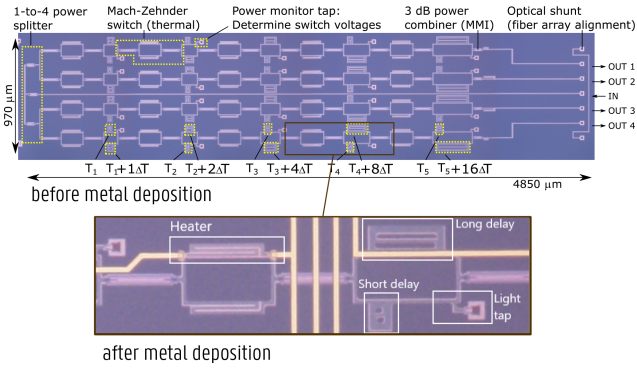 1-to-4 power
splitter
Mach-Zehnder
switch (thermal)
Power monitor tap:
Determine switch voltages
3 dB power
combiner (MMI)
Optical shunt
(fiber array alignment)
970 μm
OUT 1
OUT 2
IN
OUT 3
OUT 4
T1 T1+1ΔT T2 T2+2ΔT T3 T3+4ΔT T4 T4+8ΔT T5 T5+16ΔT
before metal deposition
4850 μm
Heater
Long delay
Short delay
Light
tap
after metal deposition